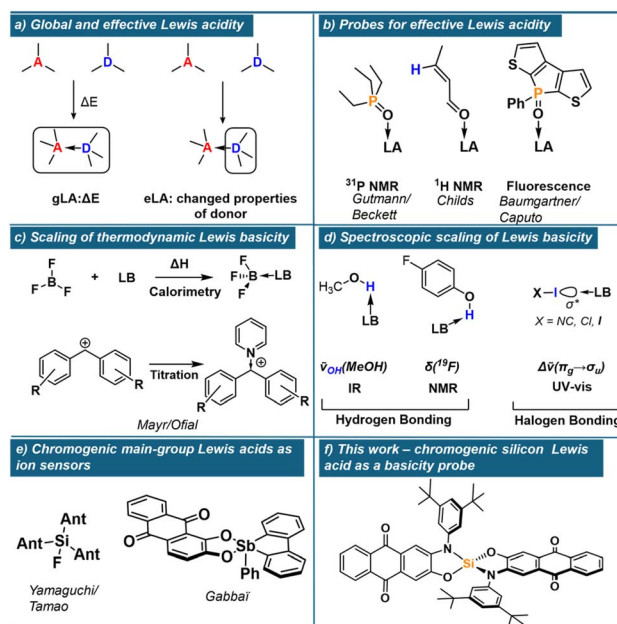 a) Global and effective Lewis acidity
A D A D
ΔE
A D A D
gLA:ΔE eLA: changed properties
of donor
b) Probes for effective Lewis acidity
H S S
P O O Ph P O
LA LA LA
³¹P NMR ¹H NMR Fluorescence
Gutmann/ Childs Baumgartner/
Beckett Caputo
c) Scaling of thermodynamic Lewis basicity
F F B F + LB ΔH F F B LB F
Calorimetry
R R Titration N R R
Mayr/Ofial
d) Spectroscopic scaling of Lewis basicity
F
H₃C O H O H X I LB
σ*
LB LB X = NC, Cl, I
ṽOH(MeOH) δ(¹⁹F) Δṽ(πg→σu)
IR NMR UV-vis
Hydrogen Bonding Halogen Bonding
e) Chromogenic main-group Lewis acids as
ion sensors
Ant
Ant Si Ant
F
O O O O Sb
Ph
Yamaguchi/
Tamao
Gabbaï
f) This work – chromogenic silicon Lewis
acid as a basicity probe
O N O O
O O Si N O